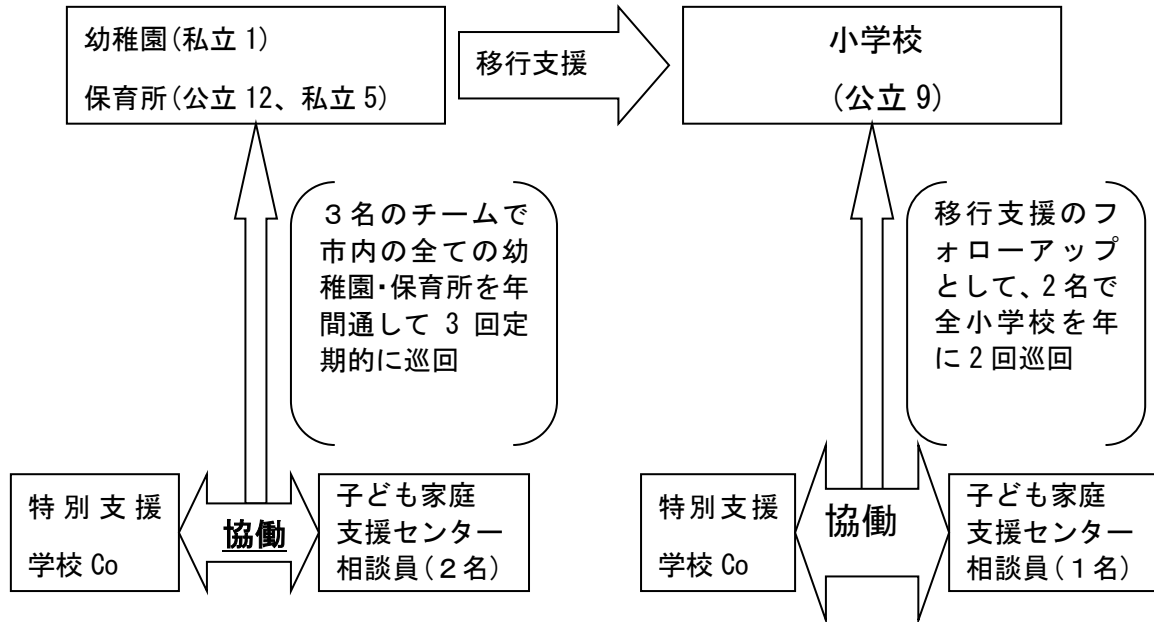 幼稚園(私立1)
保育所(公立12、私立5)
移行支援
小学校
(公立9)
３名のチームで
市内の全ての幼
稚園・保育所を年
間通して3回定
期的に巡回
移行支援のフ
ォローアップ
として、2名で
全小学校を年
に2回巡回
特別支援
学校Co
協働
子ども家庭
支援センター
相談員(２名)
特別支援
学校Co
協働
子ども家庭
支援センター
相談員(１名)